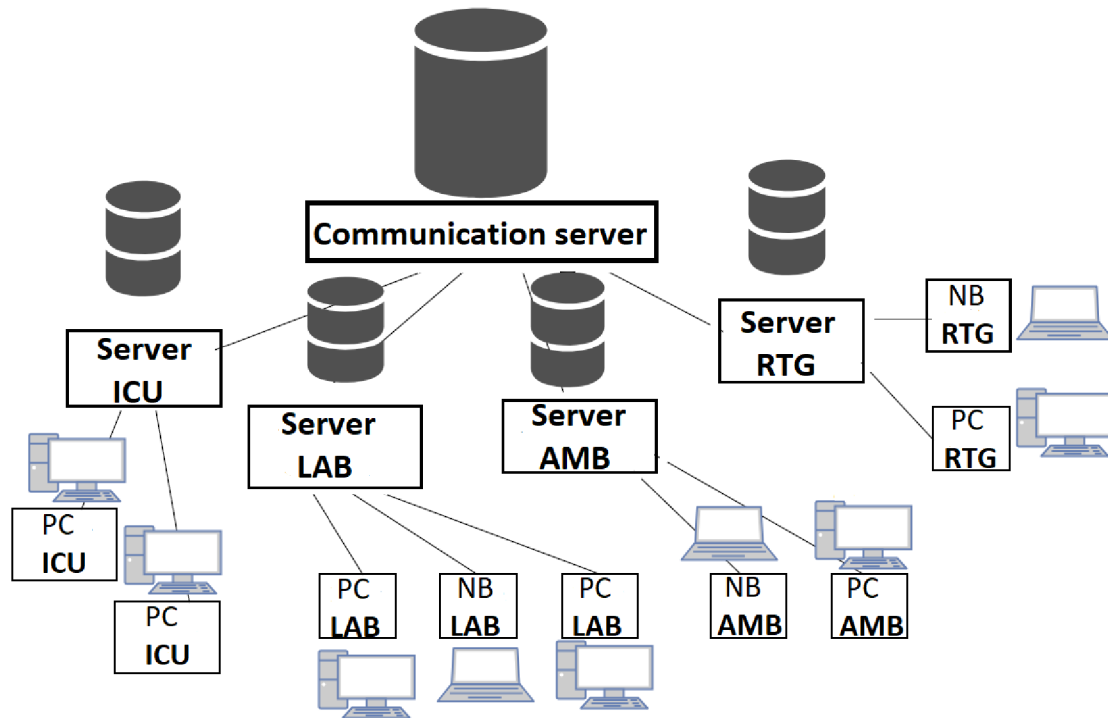 Communication server
Server
ICU
Server
LAB
Server
AMB
Server
RTG
NB
RTG
PC
RTG
PC
ICU
PC
ICU
PC
LAB
NB
LAB
PC
LAB
NB
AMB
PC
AMB